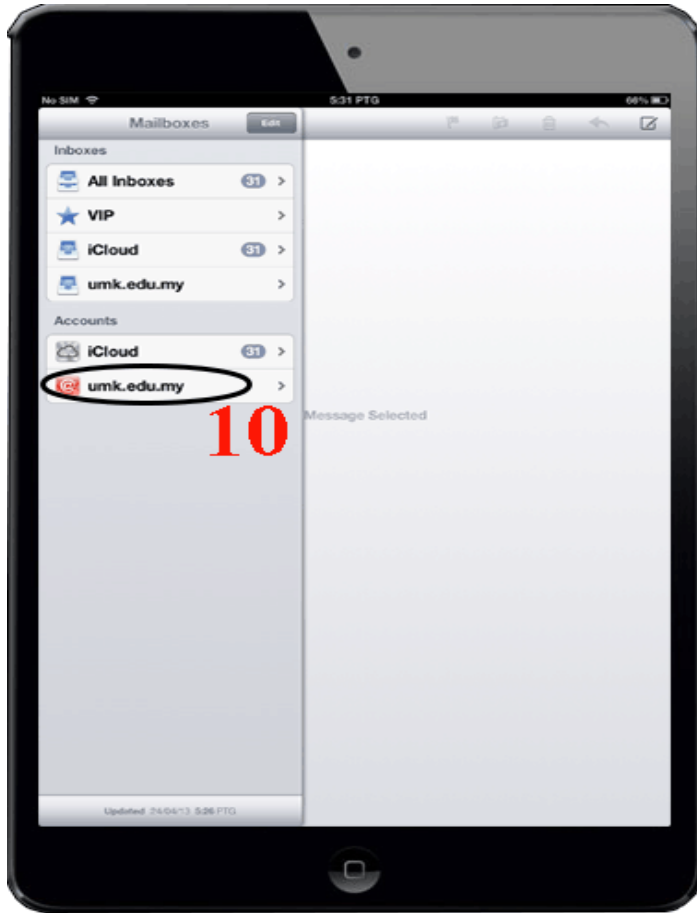 No SIM 5:31 PTG 66%
Mailboxes Edit
Inboxes
All Inboxes 31
VIP
iCloud 31
umk.edu.my
Accounts
iCloud 31
@ umk.edu.my
10
Message Selected
Updated 24/04/13 5:26 PTG